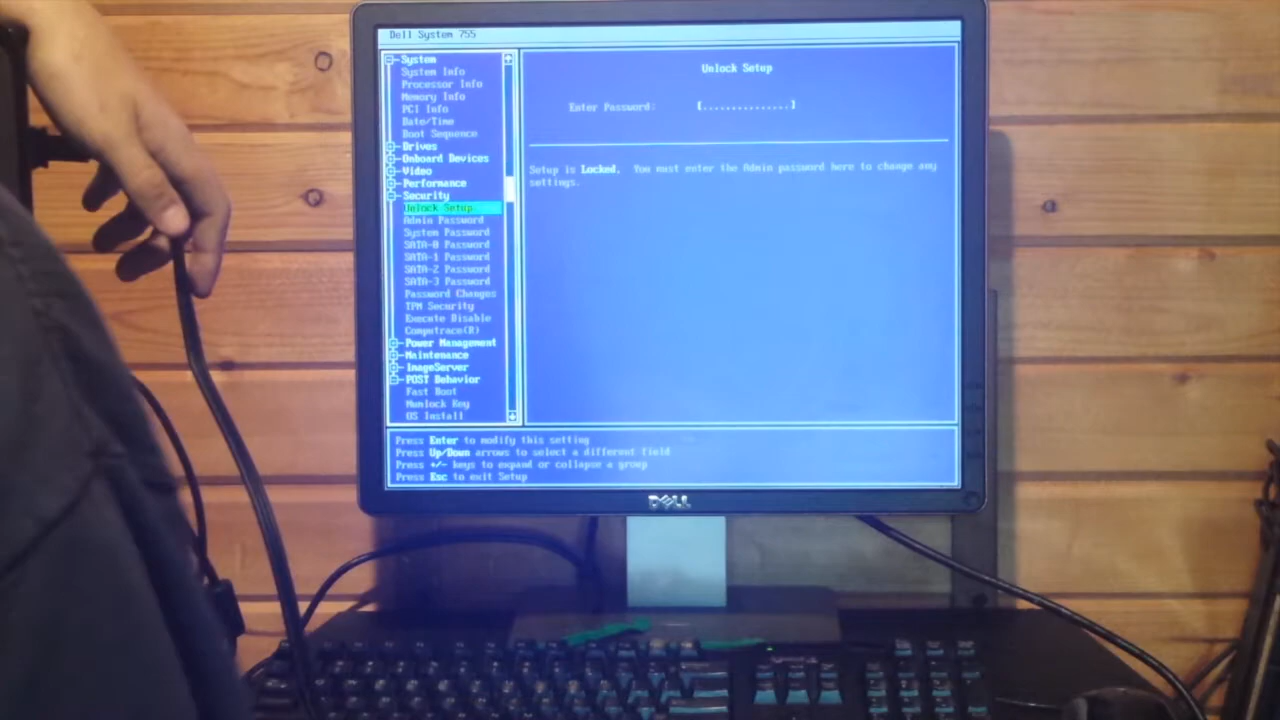 Dell System 755
System
System Info
Processor Info
Memory Info
PCI Info
Date/Time
Boot Sequence
Drives
Onboard Devices
Video
Performance
Security
Unlock Setup
Admin Password
System Password
SATA-0 Password
SATA-1 Password
SATA-2 Password
SATA-3 Password
Password Changes
TPM Security
Execute Disable
Computrace(R)
Power Management
Maintenance
ImageServer
POST Behavior
Fast Boot
Numlock Key
OS Install
Unlock Setup
Enter Password: [...............]
Setup is Locked. You must enter the Admin password here to change any
settings.
Press Enter to modify this setting
Press Up/Down arrows to select a different field
Press +/- keys to expand or collapse a group
Press Esc to exit Setup
DELL